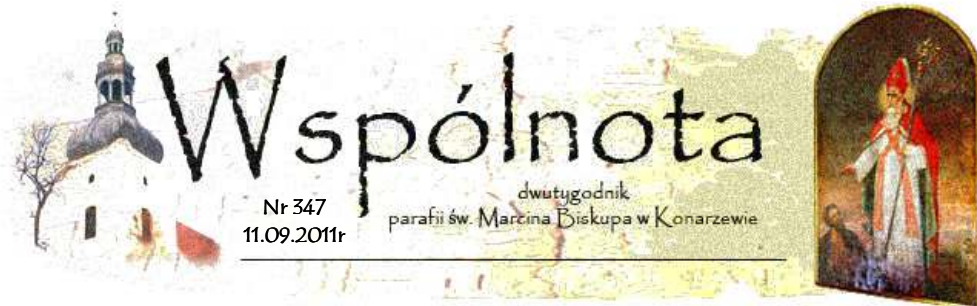 Wspólnota
dwutygodnik
parafii św. Marcina Biskupa w Konarzewie
Nr 347
11.09.2011r